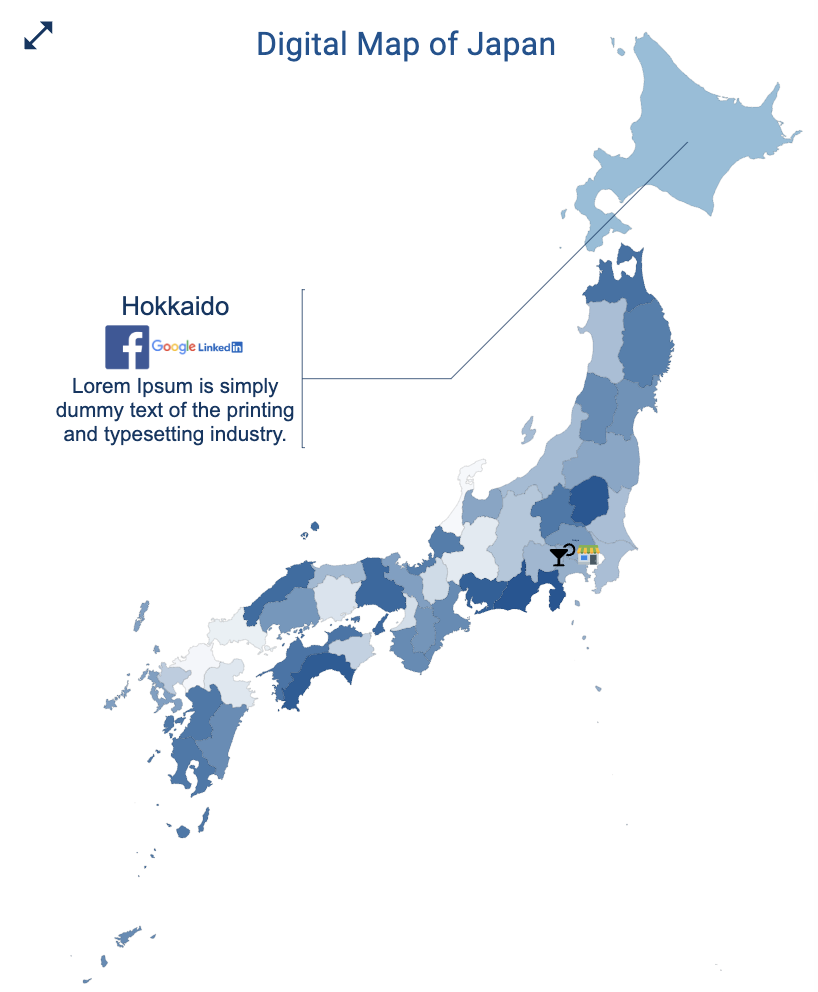 Digital Map of Japan
Hokkaido
f Google Linked in
Lorem Ipsum is simply
dummy text of the printing
and typesetting industry.